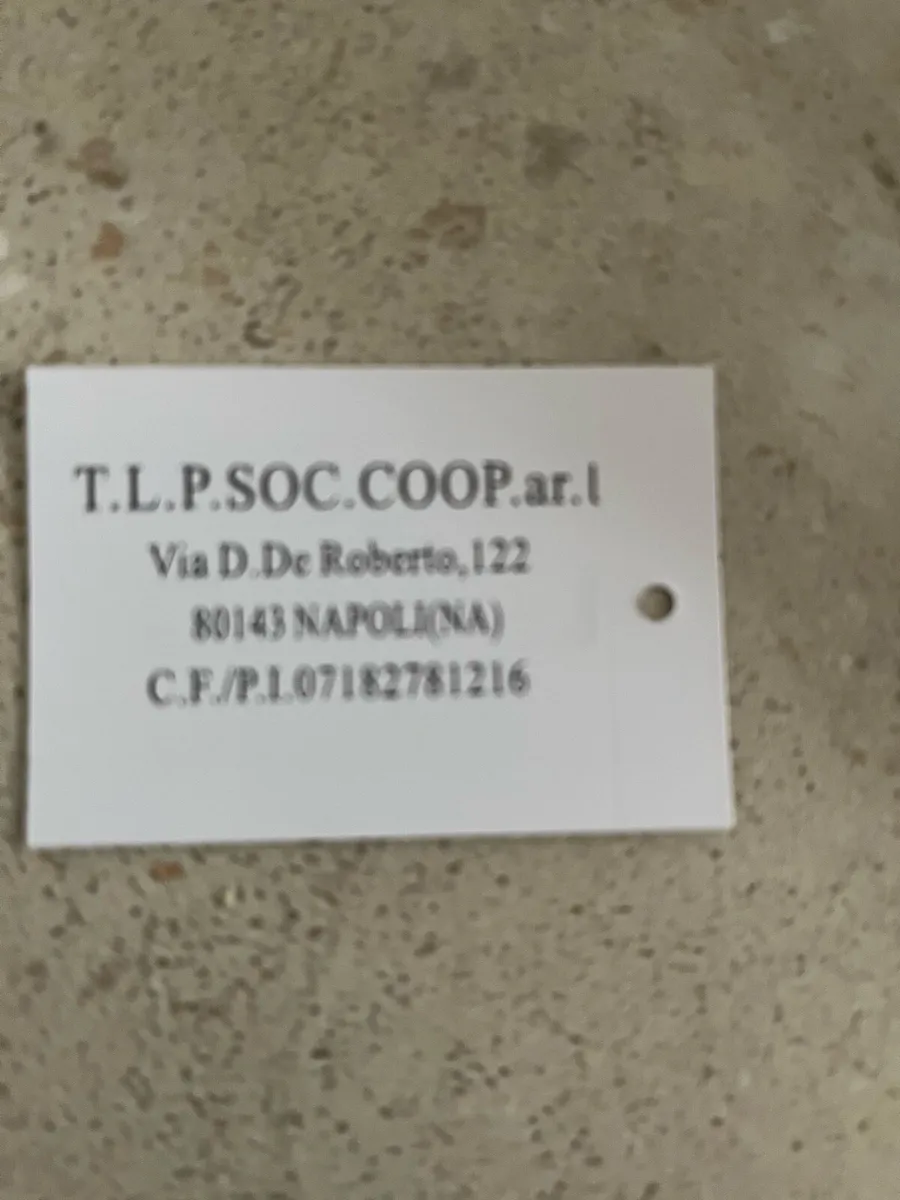 T.L.P.SOC.COOP.ar.l
Via D.De Roberto,122
80143 NAPOLI(NA)
C.F./P.I.07182781216